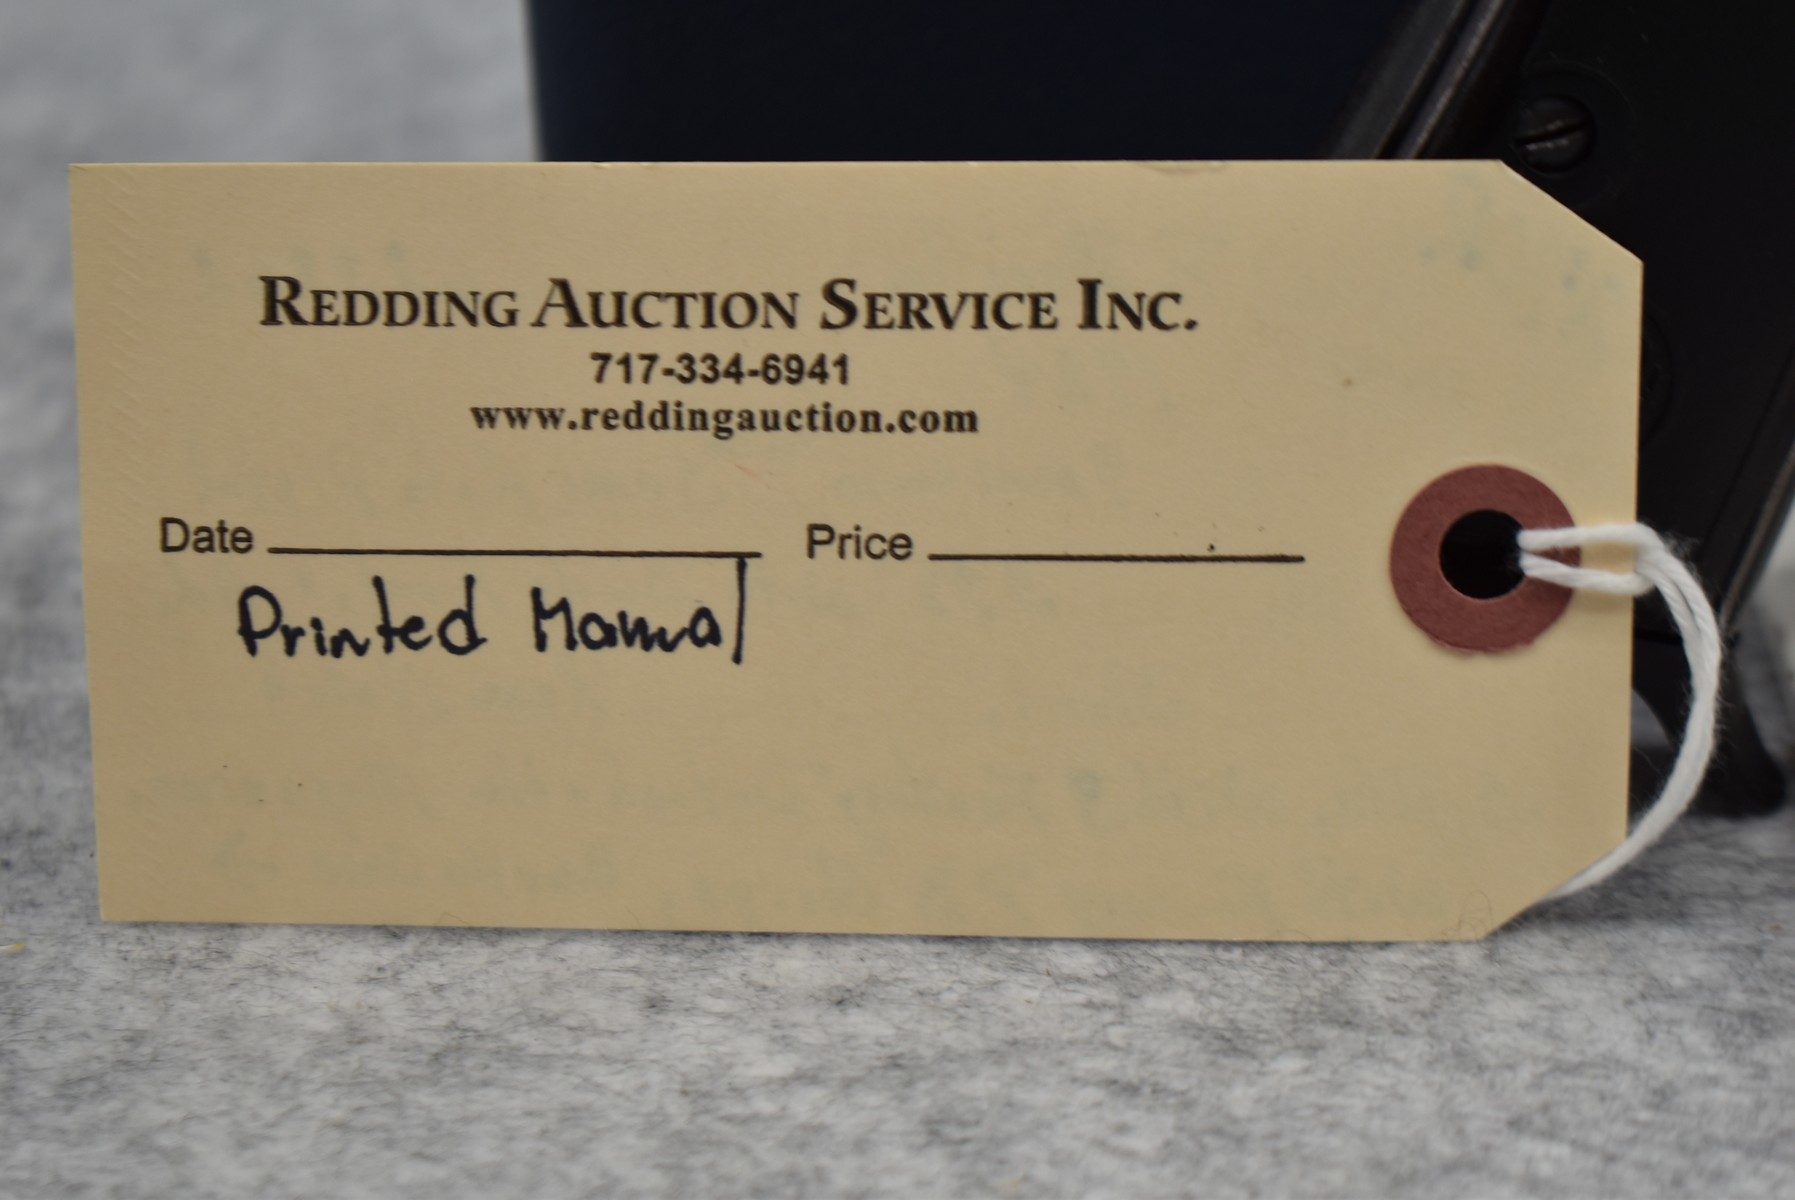 REDDING AUCTION SERVICE INC.
717-334-6941
www.reddingauction.com
Date Price
Printed Manual